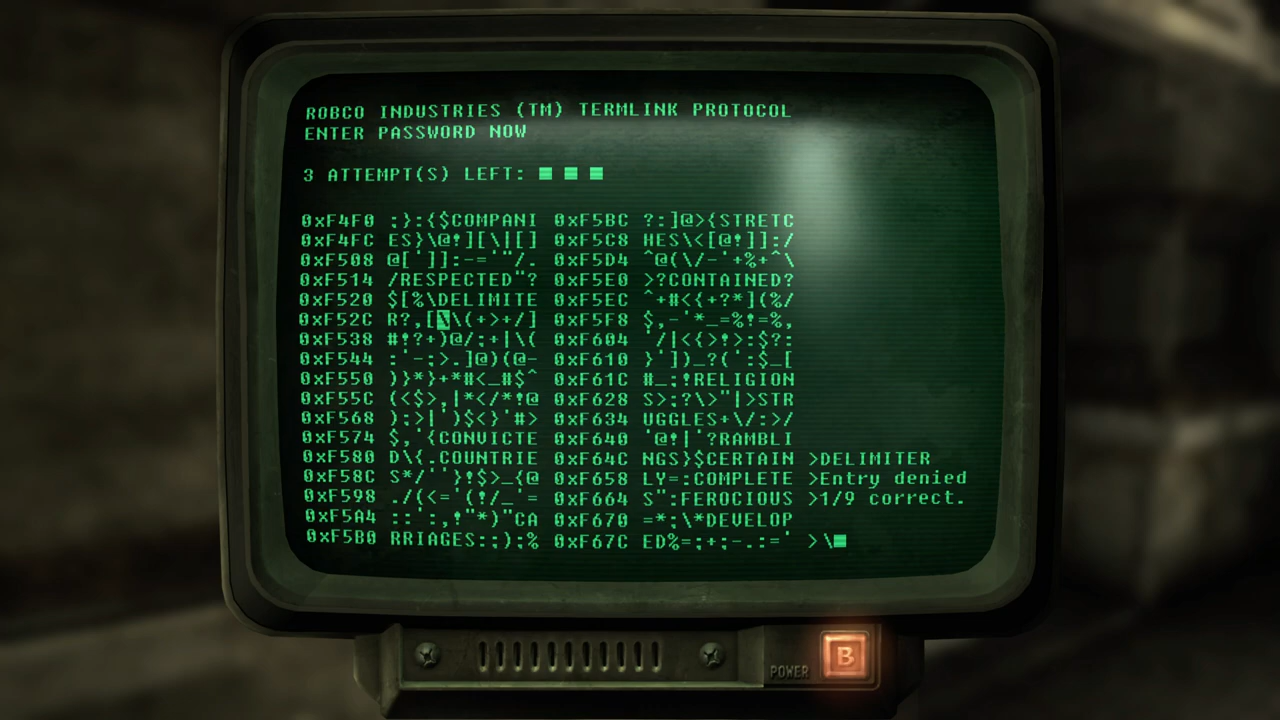 ROBCO INDUSTRIES (TM) TERMLINK PROTOCOL
ENTER PASSWORD NOW
3 ATTEMPT(S) LEFT: ■ ■ ■
0xF4F0 ;}:{$COMPANI 0xF5BC ?:]@>{STRETC
0xF4FC ES}\@!][\|[] 0xF5C8 HES\<[@!]]:/
0xF508 @['']]:-='"/. 0xF5D4 ^@(\/-'+%+^\
0xF514 /RESPECTED"? 0xF5E0 >?CONTAINED?
0xF520 $[%\DELIMITE 0xF5EC ^+#<{+?*](%/
0xF52C R?,[\\(+>+/] 0xF5F8 $,-'*_=%!=%,
0xF538 #!?+)@/;+|\( 0xF604 '/|<{>!>:$?:
0xF544 :'-;>.]@)(@- 0xF610 }'])_?(':$_[
0xF550 )}*}+*#<_#$^ 0xF61C #_:!RELIGION
0xF55C (<$>,|*</*!@ 0xF628 S>;?\>"|>STR
0xF568 );>|')$<}'#> 0xF634 UGGLES+\/:>/
0xF574 $,'{CONVICTE 0xF640 '@!|'?RAMBLI
0xF580 D\{.COUNTRIE 0xF64C NGS}$CERTAIN >DELIMITER
0xF58C S*/''}!$>_{@ 0xF658 LY=:COMPLETE >Entry denied
0xF598 ./(<='(!/_'= 0xF664 S":FEROCIOUS >1/9 correct.
0xF5A4 ::':,!"*)"CA 0xF670 =*;\*DEVELOP
0xF5B0 RRIAGES:;);% 0xF67C ED%=;+;-.:=' >\■
POWER B